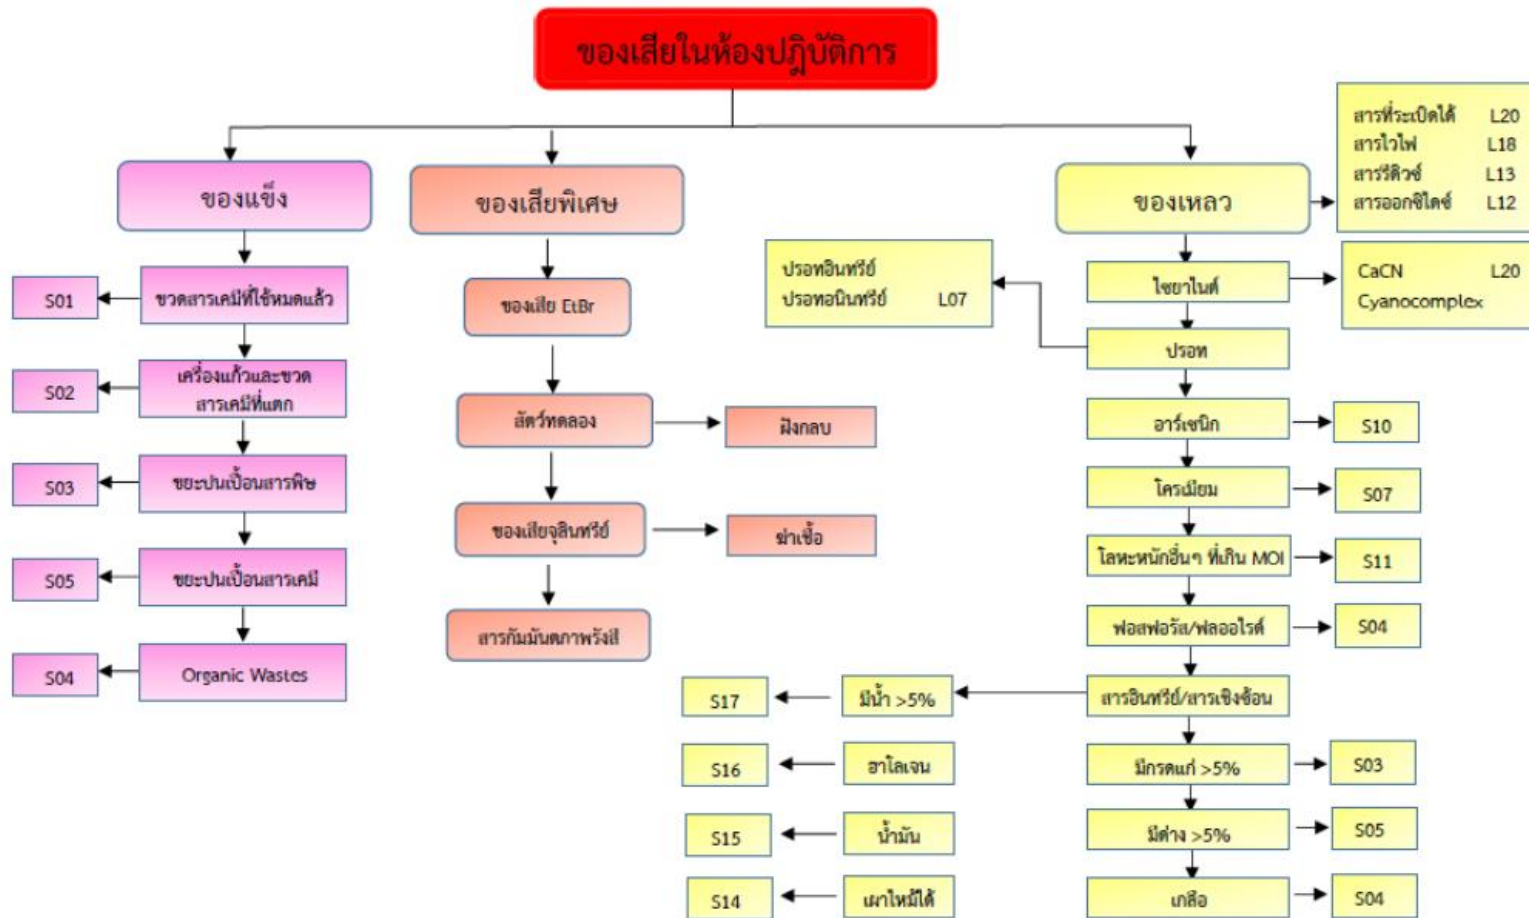 ของเสียในห้องปฎิบัติการ
ของแข็ง
S01
ขวดสารเคมีที่ใช้หมดแล้ว
S02
เครื่องแก้วและขวด
สารเคมีที่แตก
S03
ขยะปนเปื้อนสารพิษ
S05
ขยะปนเปื้อนสารเคมี
S04
Organic Wastes
ของเสียพิเศษ
ของเสีย EtBr
สัตว์ทดลอง
ฝังกลบ
ของเสียจุลินทรีย์
ฆ่าเชื้อ
สารกัมมันตภาพรังสี
ของเหลว
สารที่ระเบิดได้ L20
สารไวไฟ L18
สารรีดิวซ์ L13
สารออกซิไดซ์ L12
ไซยาไนด์
CaCN L20
Cyanocomplex
ปรอทอินทรีย์
ปรอทอนินทรีย์ L07
ปรอท
อาร์เซนิก
S10
โครเมียม
S07
โลหะหนักอื่นๆ ที่เกิน MOI
S11
ฟอสฟอรัส/ฟลูออไรด์
S04
สารอินทรีย์/สารเชิงซ้อน
มีน้ำ >5%
S17
ฮาโลเจน
S16
น้ำมัน
S15
เผาไหม้ได้
S14
มีกรดแก่ >5%
S03
มีด่าง >5%
S05
เกลือ
S04